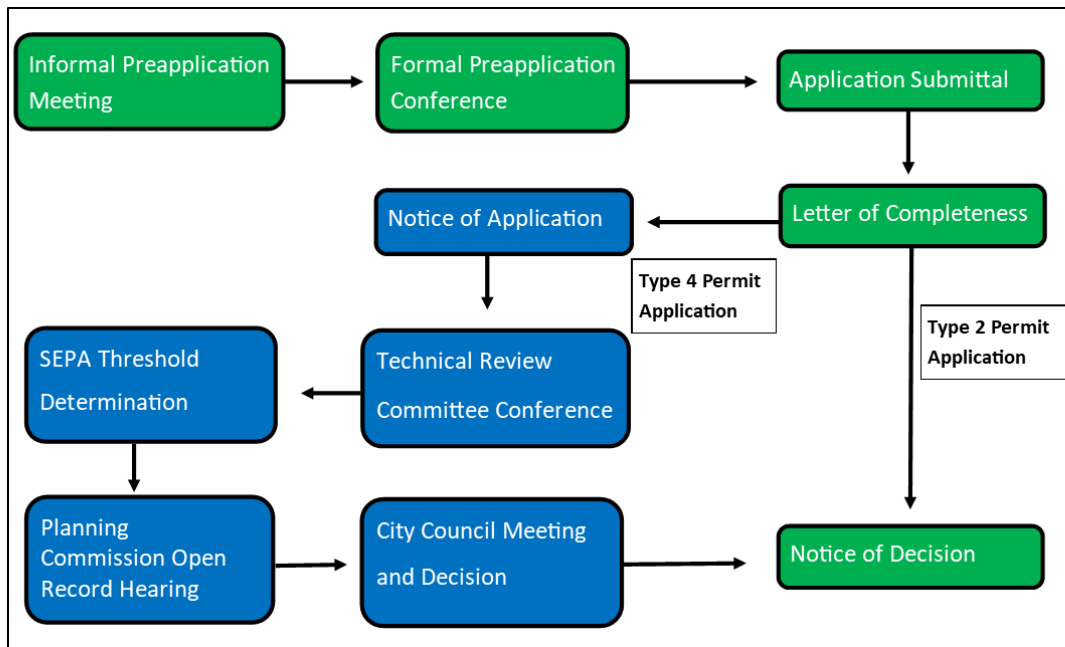 Informal Preapplication
Meeting
Formal Preapplication
Conference
Application Submittal
Notice of Application
Letter of Completeness
Type 4 Permit
Application
Type 2 Permit
Application
SEPA Threshold
Determination
Technical Review
Committee Conference
Planning
Commission Open
Record Hearing
City Council Meeting
and Decision
Notice of Decision